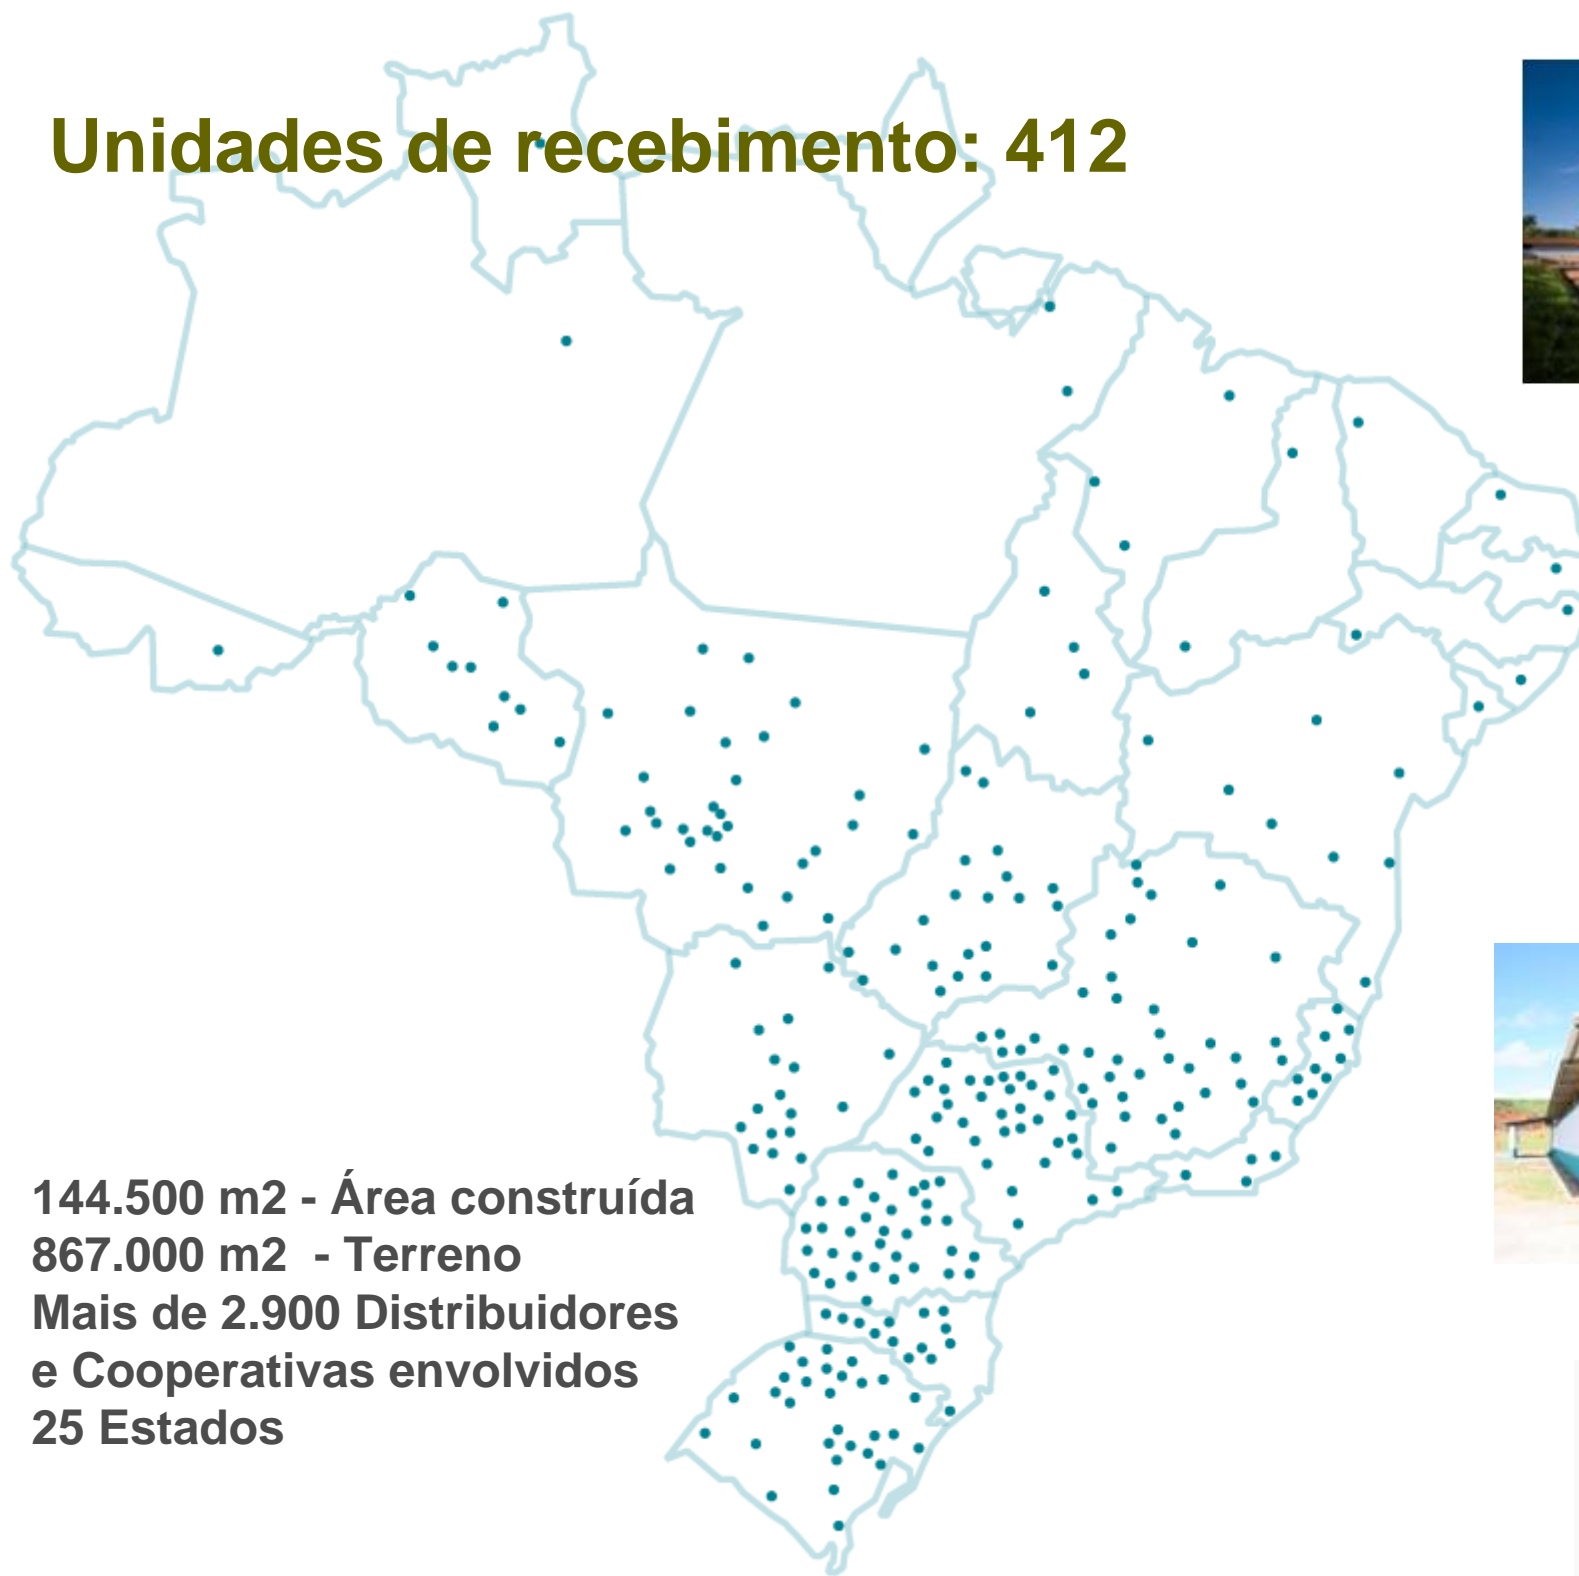 Unidades de recebimento: 412
144.500 m2 - Área construída
867.000 m2 - Terreno
Mais de 2.900 Distribuidores
e Cooperativas envolvidos
25 Estados